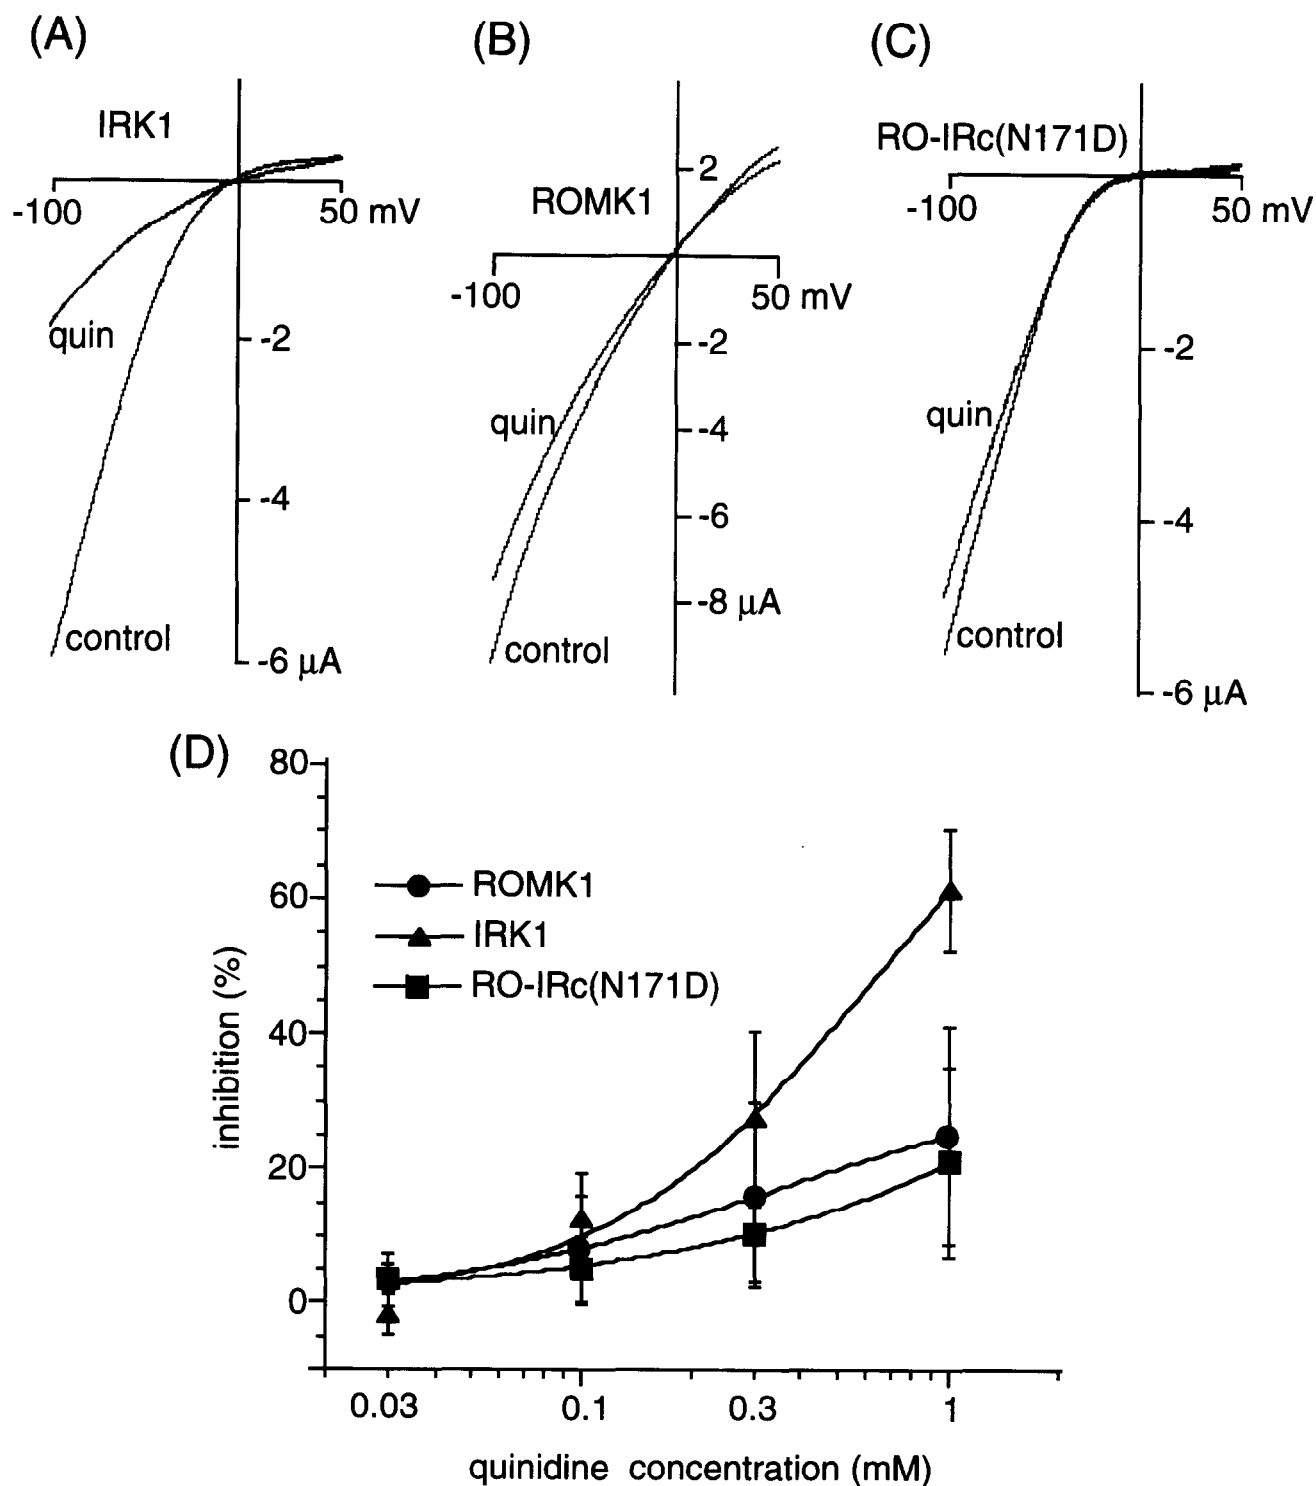 (A)
IRK1
-100
50 mV
quin
-2
-4
control
-6 μA
(B)
2
ROMK1
-100
50 mV
-2
quin
-4
-6
-8 μA
control
(C)
RO-IRc(N171D)
-100
50 mV
-2
quin
-4
control
-6 μA
(D)
80
60
40
20
0
inhibition (%)
ROMK1
IRK1
RO-IRc(N171D)
0.03
0.1
0.3
1
quinidine concentration (mM)